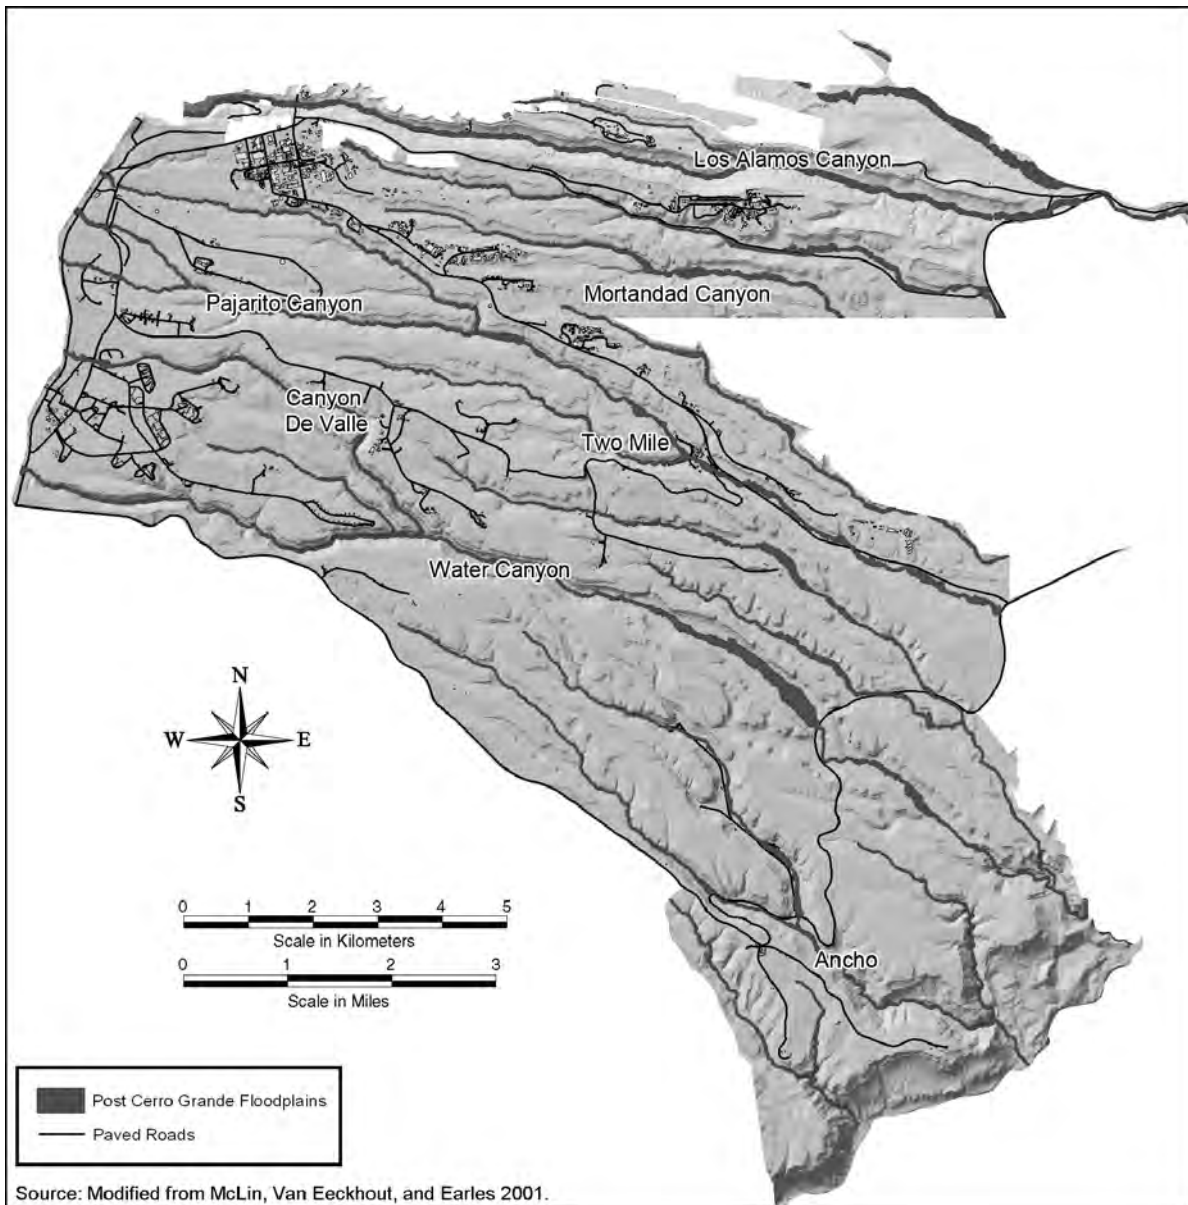 Los Alamos Canyon
Mortandad Canyon
Pajarito Canyon
Canyon
De Valle
Two Mile
Water Canyon
N
W
E
S
0 1 2 3 4 5
Scale in Kilometers
0 1 2 3
Scale in Miles
Ancho
Post Cerro Grande Floodplains
Paved Roads
Source: Modified from McLin, Van Eeckhout, and Earles 2001.